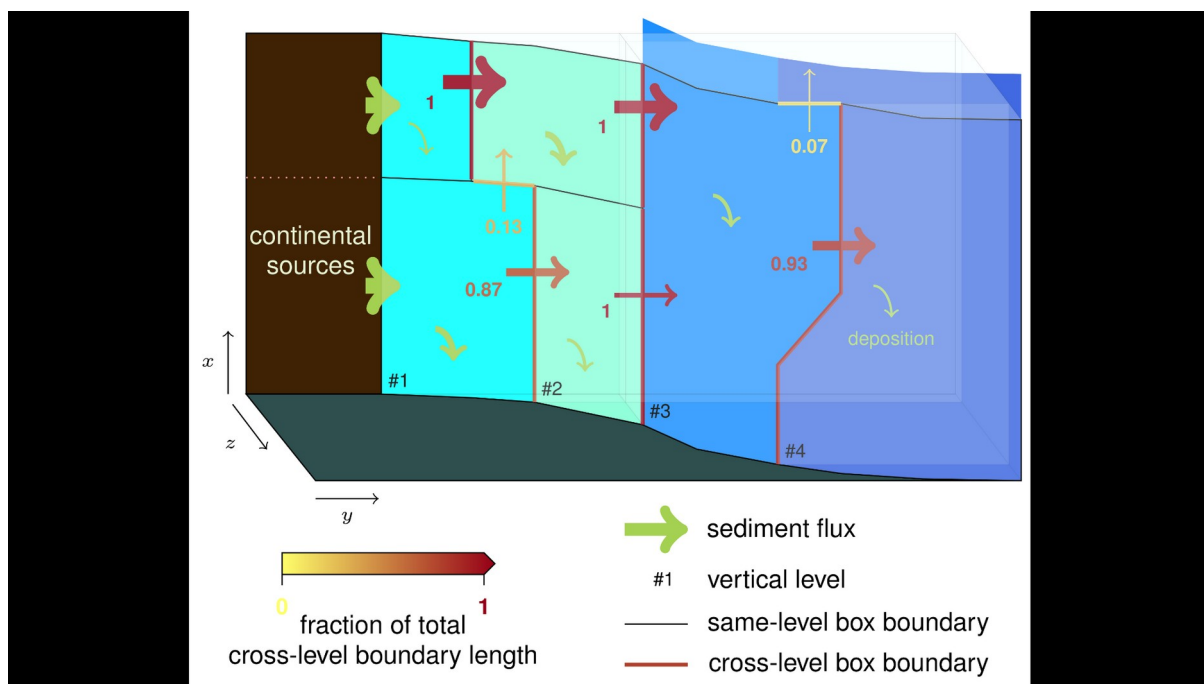 1
1
0.07
0.13
continental
sources
0.87
0.93
1
deposition
x
#1
#2
#3
z
#4
y
sediment flux
#1 vertical level
0 1
same-level box boundary
fraction of total
cross-level boundary length
cross-level box boundary